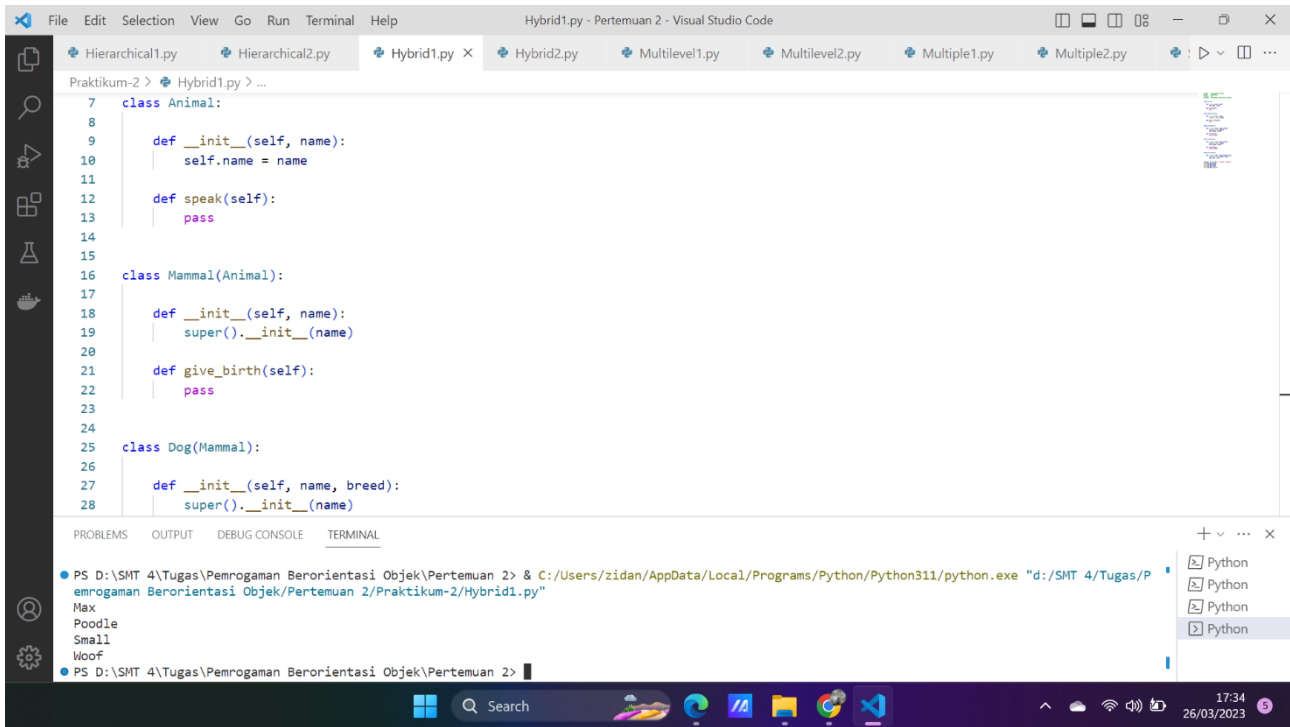 File Edit Selection View Go Run Terminal Help Hybrid1.py - Pertemuan 2 - Visual Studio Code
Hierarchical1.py Hierarchical2.py Hybrid1.py Hybrid2.py Multilevel1.py Multilevel2.py Multiple1.py Multiple2.py
Praktikum-2 > Hybrid1.py > ...
7 class Animal:
8
9 def __init__(self, name):
10 self.name = name
11
12 def speak(self):
13 pass
14
15
16 class Mammal(Animal):
17
18 def __init__(self, name):
19 super().__init__(name)
20
21 def give_birth(self):
22 pass
23
24
25 class Dog(Mammal):
26
27 def __init__(self, name, breed):
28 super().__init__(name)
PROBLEMS OUTPUT DEBUG CONSOLE TERMINAL
PS D:\SMT 4\Tugas\Pemrogaman Berorientasi Objek\Pertemuan 2> & C:/Users/zidan/AppData/Local/Programs/Python/Python311/python.exe "d:/SMT 4/Tugas/P
emrogaman Berorientasi Objek/Pertemuan 2/Praktikum-2/Hybrid1.py"
Max
Poodle
Small
Woof
PS D:\SMT 4\Tugas\Pemrogaman Berorientasi Objek\Pertemuan 2>
Python
Python
Python
Python
Search
17:34
26/03/2023
5